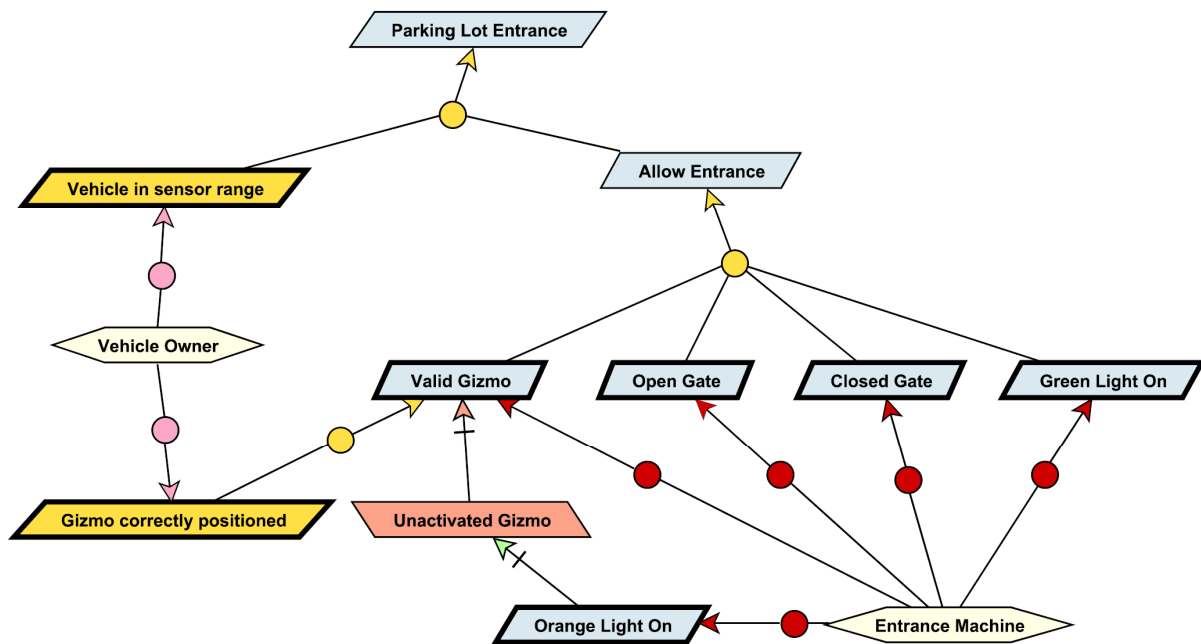 Parking Lot Entrance
Vehicle in sensor range
Allow Entrance
Vehicle Owner
Valid Gizmo
Open Gate
Closed Gate
Green Light On
Gizmo correctly positioned
Unactivated Gizmo
Orange Light On
Entrance Machine